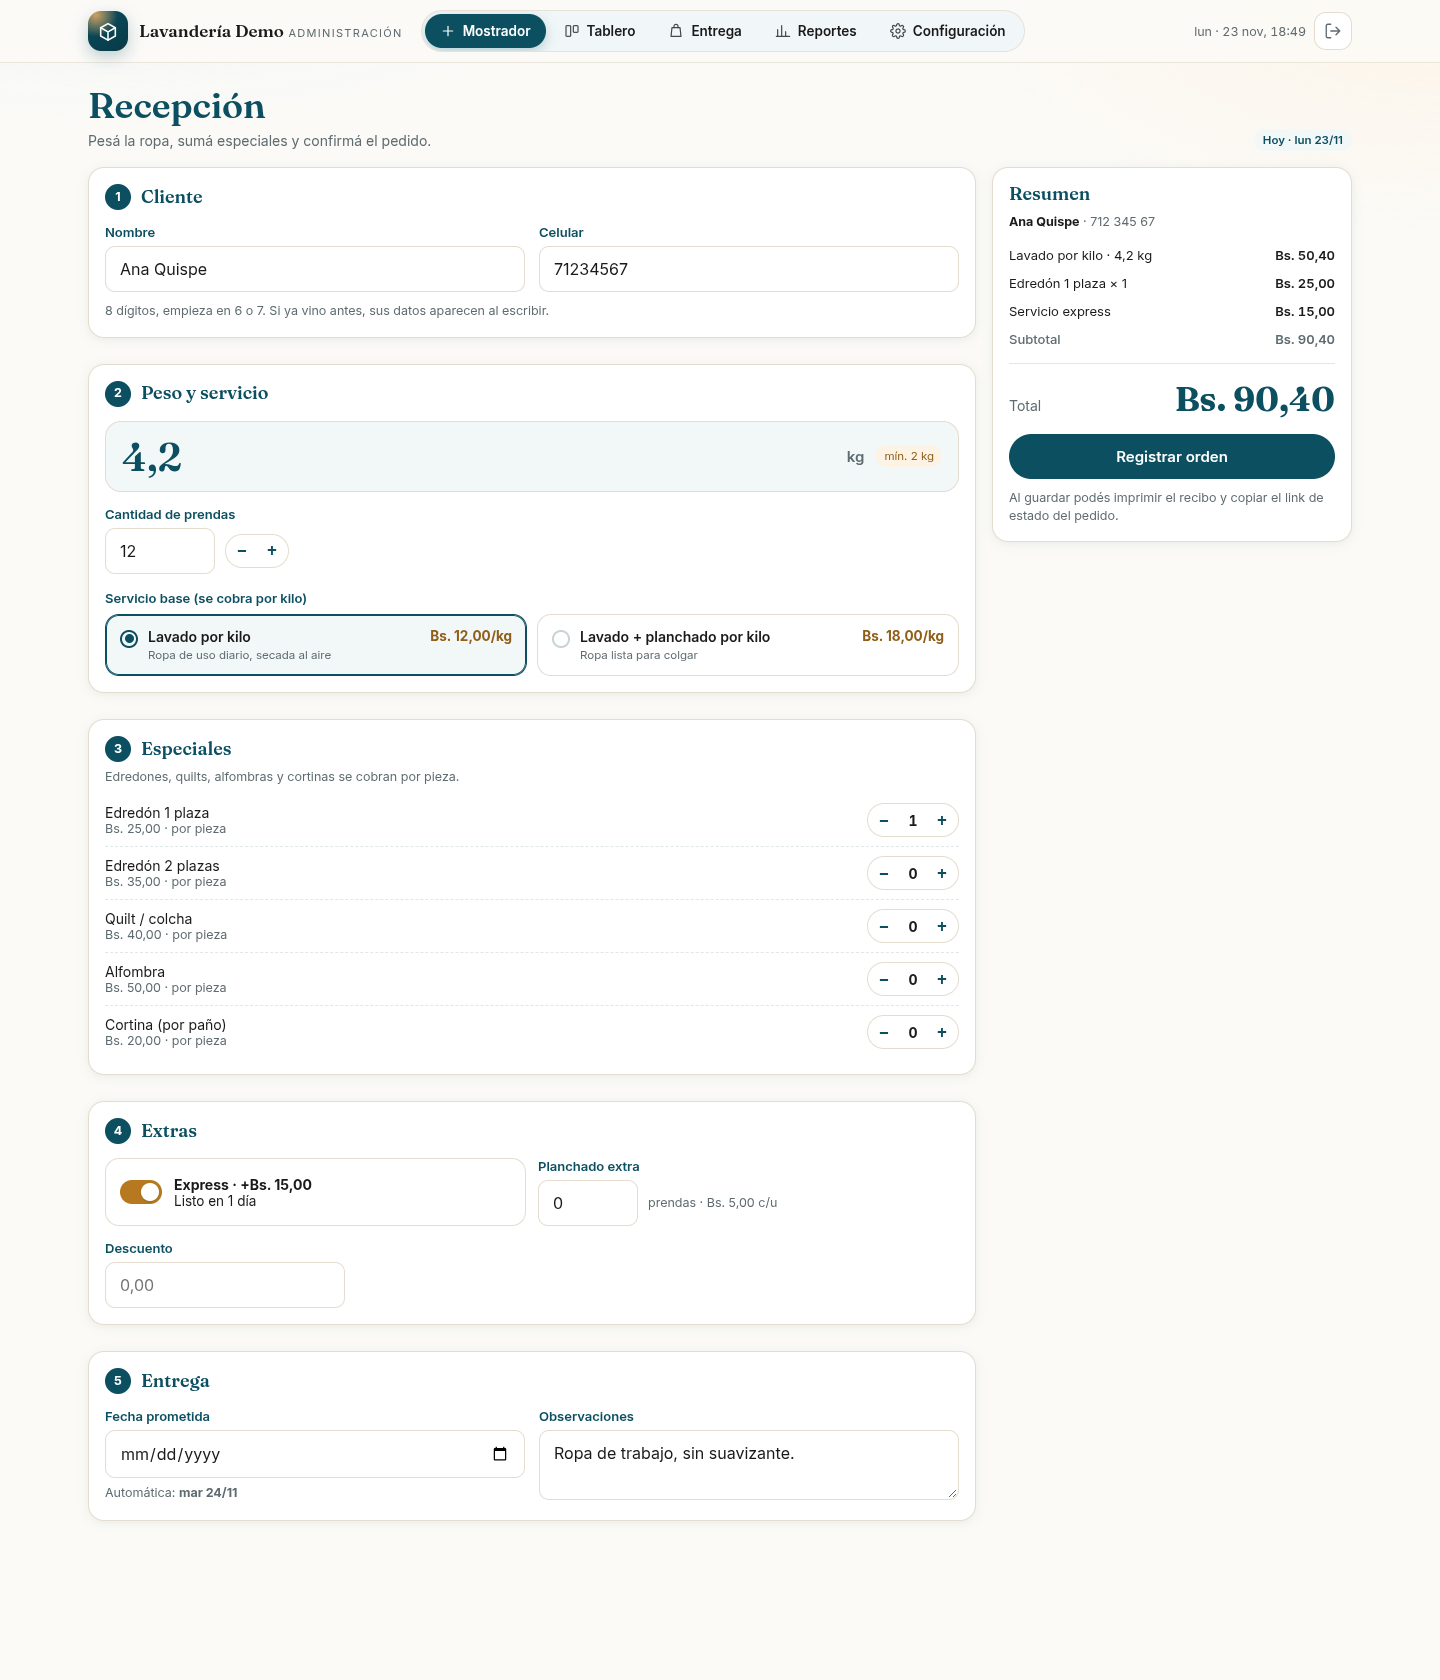 Lavandería Demo ADMINISTRACIÓN
Mostrador
Tablero
Entrega
Reportes
Configuración
lun · 23 nov, 18:49
Recepción
Pesá la ropa, sumá especiales y confirmá el pedido.
Hoy · lun 23/11
1 Cliente
Nombre
Ana Quispe
Celular
71234567
8 dígitos, empieza en 6 o 7. Si ya vino antes, sus datos aparecen al escribir.
2 Peso y servicio
4,2
kg
mín. 2 kg
Cantidad de prendas
12
− +
Servicio base (se cobra por kilo)
Lavado por kilo
Bs. 12,00/kg
Ropa de uso diario, secada al aire
Lavado + planchado por kilo
Bs. 18,00/kg
Ropa lista para colgar
3 Especiales
Edredones, quilts, alfombras y cortinas se cobran por pieza.
Edredón 1 plaza
Bs. 25,00 · por pieza
− 1 +
Edredón 2 plazas
Bs. 35,00 · por pieza
− 0 +
Quilt / colcha
Bs. 40,00 · por pieza
− 0 +
Alfombra
Bs. 50,00 · por pieza
− 0 +
Cortina (por paño)
Bs. 20,00 · por pieza
− 0 +
4 Extras
Express · +Bs. 15,00
Listo en 1 día
Planchado extra
0
prendas · Bs. 5,00 c/u
Descuento
0,00
5 Entrega
Fecha prometida
mm/dd/yyyy
Automática: mar 24/11
Observaciones
Ropa de trabajo, sin suavizante.
Resumen
Ana Quispe · 712 345 67
Lavado por kilo · 4,2 kg Bs. 50,40
Edredón 1 plaza × 1 Bs. 25,00
Servicio express Bs. 15,00
Subtotal Bs. 90,40
Total Bs. 90,40
Registrar orden
Al guardar podés imprimir el recibo y copiar el link de
estado del pedido.